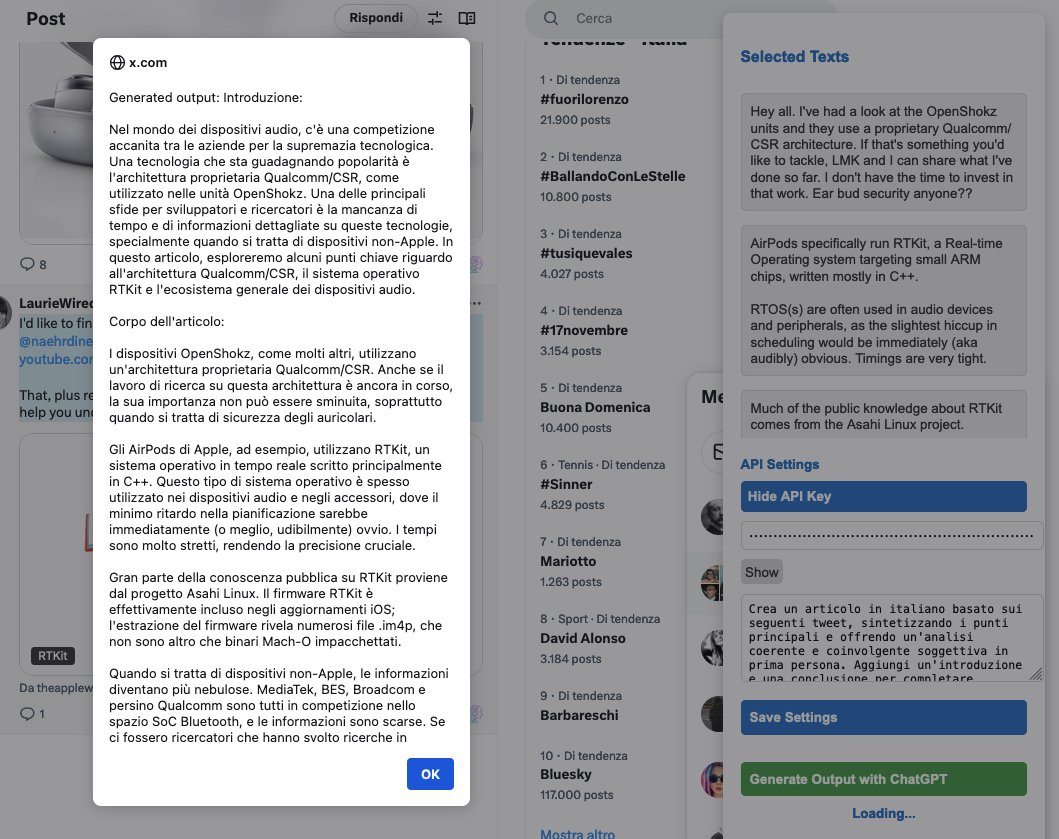 Post
Rispondi
8
LaurieWired
I'd like to fin
@naehrdine
youtube.com
That, plus re
help you und
RTKit
Da theapplew
1
x.com
Generated output: Introduzione:
Nel mondo dei dispositivi audio, c'è una competizione
accanita tra le aziende per la supremazia tecnologica.
Una tecnologia che sta guadagnando popolarità è
l'architettura proprietaria Qualcomm/CSR, come
utilizzato nelle unità OpenShokz. Una delle principali
sfide per sviluppatori e ricercatori è la mancanza di
tempo e di informazioni dettagliate su queste tecnologie,
specialmente quando si tratta di dispositivi non-Apple. In
questo articolo, esploreremo alcuni punti chiave riguardo
all'architettura Qualcomm/CSR, il sistema operativo
RTKit e l'ecosistema generale dei dispositivi audio.
Corpo dell'articolo:
I dispositivi OpenShokz, come molti altri, utilizzano
un'architettura proprietaria Qualcomm/CSR. Anche se il
lavoro di ricerca su questa architettura è ancora in corso,
la sua importanza non può essere sminuita, soprattutto
quando si tratta di sicurezza degli auricolari.
Gli AirPods di Apple, ad esempio, utilizzano RTKit, un
sistema operativo in tempo reale scritto principalmente
in C++. Questo tipo di sistema operativo è spesso
utilizzato nei dispositivi audio e negli accessori, dove il
minimo ritardo nella pianificazione sarebbe
immediatamente (o meglio, udibilmente) ovvio. I tempi
sono molto stretti, rendendo la precisione cruciale.
Gran parte della conoscenza pubblica su RTKit proviene
dal progetto Asahi Linux. Il firmware RTKit è
effettivamente incluso negli aggiornamenti iOS;
l'estrazione del firmware rivela numerosi file .im4p, che
non sono altro che binari Mach-O impacchettati.
Quando si tratta di dispositivi non-Apple, le informazioni
diventano più nebulose. MediaTek, BES, Broadcom e
persino Qualcomm sono tutti in competizione nello
spazio SoC Bluetooth, e le informazioni sono scarse. Se
ci fossero ricercatori che hanno svolto ricerche in
OK
Cerca
Tendenze - Italia
1 · Di tendenza
#fuorilorenzo
21.900 posts
2 · Di tendenza
#BallandoConLeStelle
10.800 posts
3 · Di tendenza
#tusiquevales
4.027 posts
4 · Di tendenza
#17novembre
3.154 posts
5 · Di tendenza
Buona Domenica
10.400 posts
6 · Tennis · Di tendenza
#Sinner
4.829 posts
7 · Di tendenza
Mariotto
1.263 posts
8 · Sport · Di tendenza
David Alonso
3.184 posts
9 · Di tendenza
Barbareschi
10 · Di tendenza
Bluesky
117.000 posts
Mostra altro
Me
Selected Texts
Hey all. I've had a look at the OpenShokz
units and they use a proprietary Qualcomm/
CSR architecture. If that's something you'd
like to tackle, LMK and I can share what I've
done so far. I don't have the time to invest in
that work. Ear bud security anyone??
AirPods specifically run RTKit, a Real-time
Operating system targeting small ARM
chips, written mostly in C++.
RTOS(s) are often used in audio devices
and peripherals, as the slightest hiccup in
scheduling would be immediately (aka
audibly) obvious. Timings are very tight.
Much of the public knowledge about RTKit
comes from the Asahi Linux project.
API Settings
Hide API Key
Show
Crea un articolo in italiano basato sui
seguenti tweet, sintetizzando i punti
principali e offrendo un'analisi
coerente e coinvolgente soggettiva in
prima persona. Aggiungi un'introduzione
e una conclusione per completare
Save Settings
Generate Output with ChatGPT
Loading...